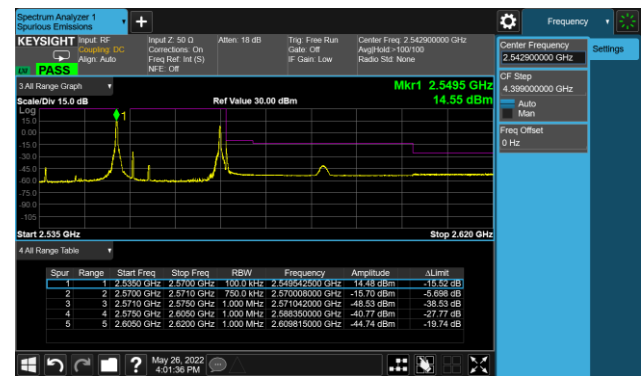 Spectrum Analyzer 1
Spurious Emissions
Frequency
KEYSIGHT
Input: RF
Coupling: DC
Align: Auto
Input Z: 50 Ω
Corrections: On
Freq Ref: Int (S)
NFE: Off
Atten: 18 dB
Trig: Free Run
Gate: Off
IF Gain: Low
Center Freq: 2.542900000 GHz
Avg|Hold:>100/100
Radio Std: None
PASS
Center Frequency
2.542900000 GHz
Settings
CF Step
4.399000000 GHz
Auto
Man
Freq Offset
0 Hz
3 All Range Graph
Mkr1 2.5495 GHz
14.55 dBm
Scale/Div 15.0 dB
Ref Value 30.00 dBm
Log
15.0
0.00
-15.0
-30.0
-45.0
-60.0
-75.0
-90.0
-105
1
Start 2.535 GHz
Stop 2.620 GHz
4 All Range Table
Spur Range Start Freq Stop Freq RBW Frequency Amplitude ΔLimit
1 1 2.5350 GHz 2.5700 GHz 100.0 kHz 2.549542500 GHz 14.48 dBm -15.52 dB
2 2 2.5700 GHz 2.5710 GHz 750.0 kHz 2.570008000 GHz -15.70 dBm -5.698 dB
3 3 2.5710 GHz 2.5750 GHz 1.000 MHz 2.571042000 GHz -48.53 dBm -38.53 dB
4 4 2.5750 GHz 2.6050 GHz 1.000 MHz 2.588350000 GHz -40.77 dBm -27.77 dB
5 5 2.6050 GHz 2.6200 GHz 1.000 MHz 2.609815000 GHz -44.74 dBm -19.74 dB
May 26, 2022
4:01:36 PM